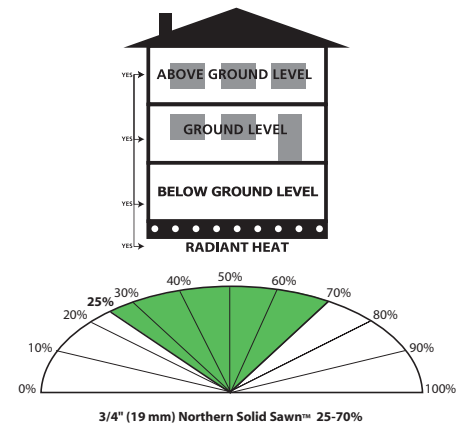 YES
ABOVE GROUND LEVEL
YES
GROUND LEVEL
YES
BELOW GROUND LEVEL
YES
RADIANT HEAT
0%
10%
20%
25%
30%
40%
50%
60%
70%
80%
90%
100%
3/4" (19 mm) Northern Solid Sawn™ 25-70%